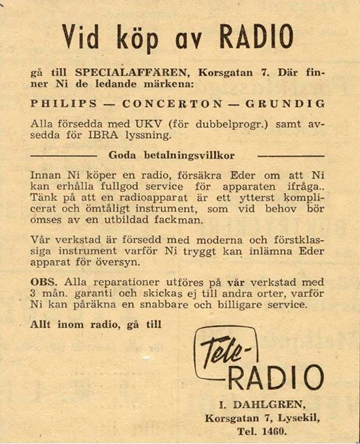 Vid köp av RADIO
gå till SPECIALAFFÄREN, Korsgatan 7. Där fin-
ner Ni de ledande märkena:
PHILIPS — CONCERTON — GRUNDIG
Alla försedda med UKV (för dubbelprogr.) samt av-
sedda för IBRA lyssning.
Goda betalningsvillkor
Innan Ni köper en radio, försäkra Eder om att Ni
kan erhålla fullgod service för apparaten ifråga..
Tänk på att en radioapparat är ett ytterst kompli-
cerat och ömtåligt instrument, som vid behov bör
omses av en utbildad fackman.
Vår verkstad är försedd med moderna och förstklas-
siga instrument varför Ni tryggt kan inlämna Eder
apparat för översyn.
OBS. Alla reparationer utföres på vår verkstad med
3 mån. garanti och skickas ej till andra orter, varför
Ni kan påräkna en snabbare och billigare service.
Allt inom radio, gå till
Tele-
RADIO
I. DAHLGREN,
Korsgatan 7, Lysekil,
Tel. 1460.